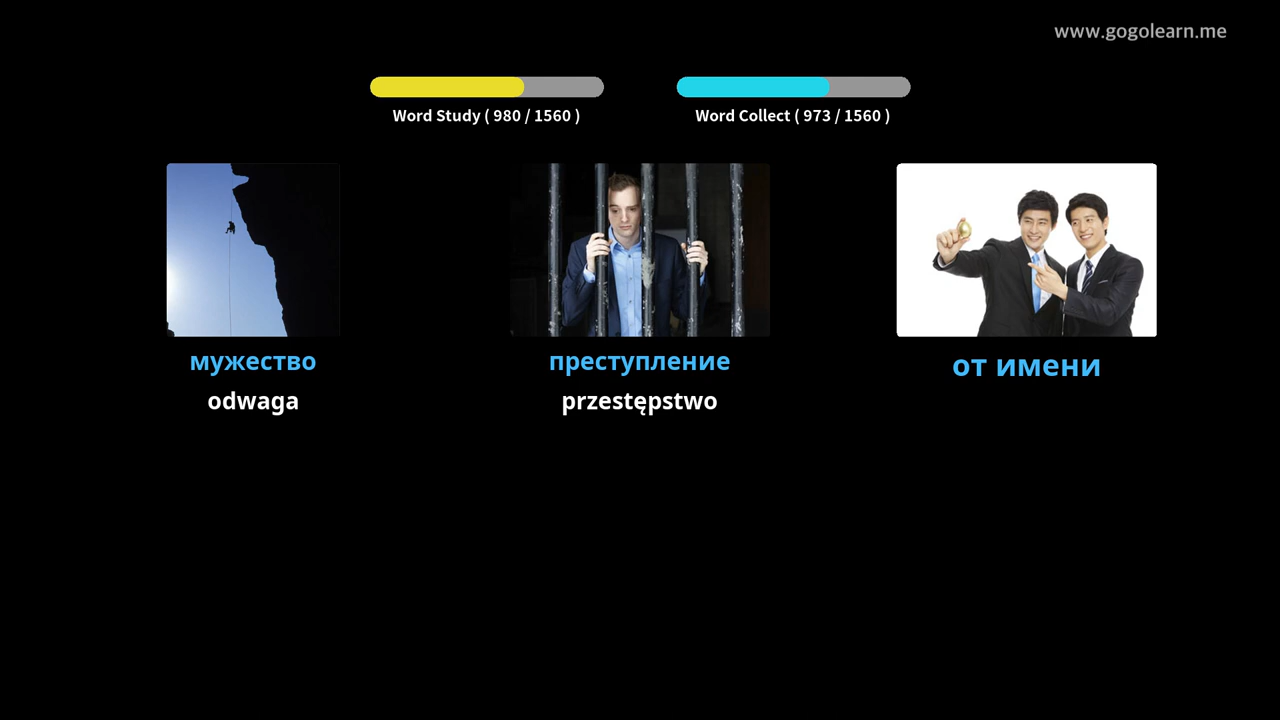 www.gogolearn.me
Word Study ( 980 / 1560 )
Word Collect ( 973 / 1560 )
мужество
преступление
от имени
odwaga
przestępstwo